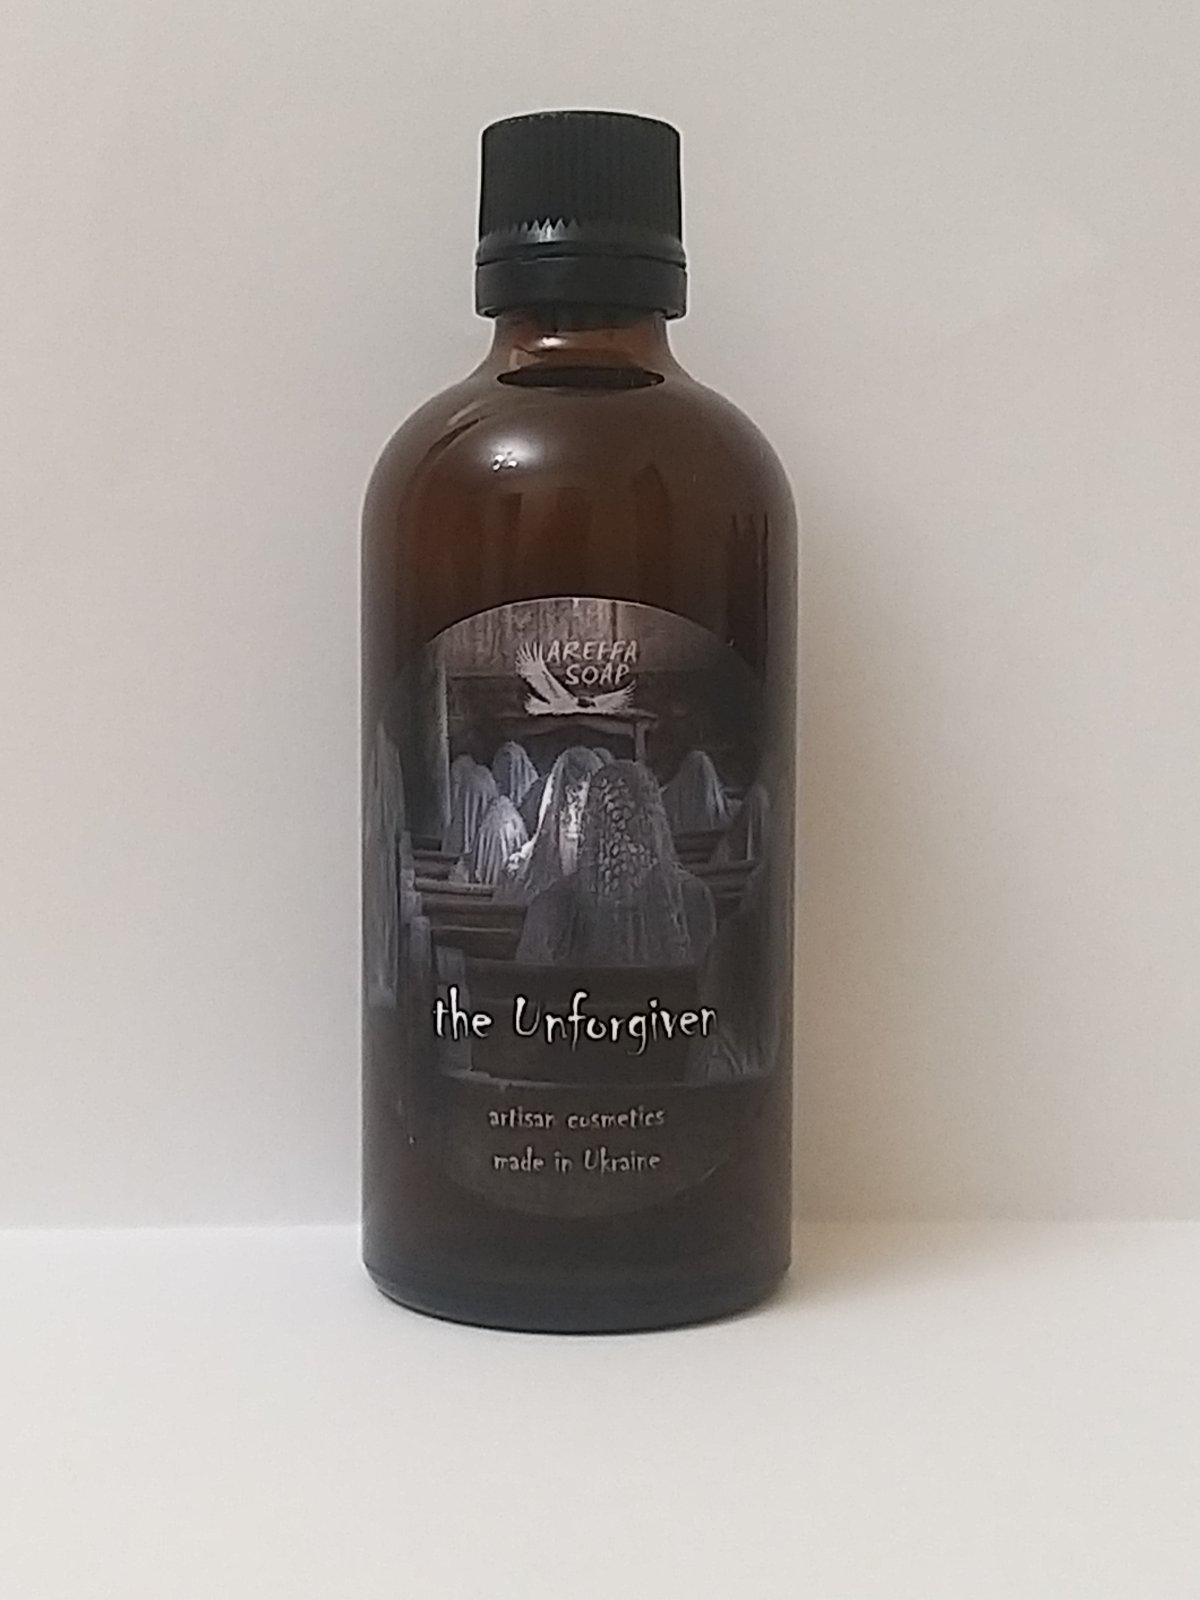 AREFFA
SOAP
the Unforgiven
artisan cosmetics
made in Ukraine